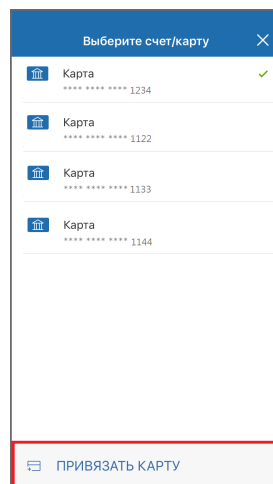 Выберите счет/карту
Карта
**** **** **** 1234
Карта
**** **** **** 1122
Карта
**** **** **** 1133
Карта
**** **** **** 1144
ПРИВЯЗАТЬ КАРТУ